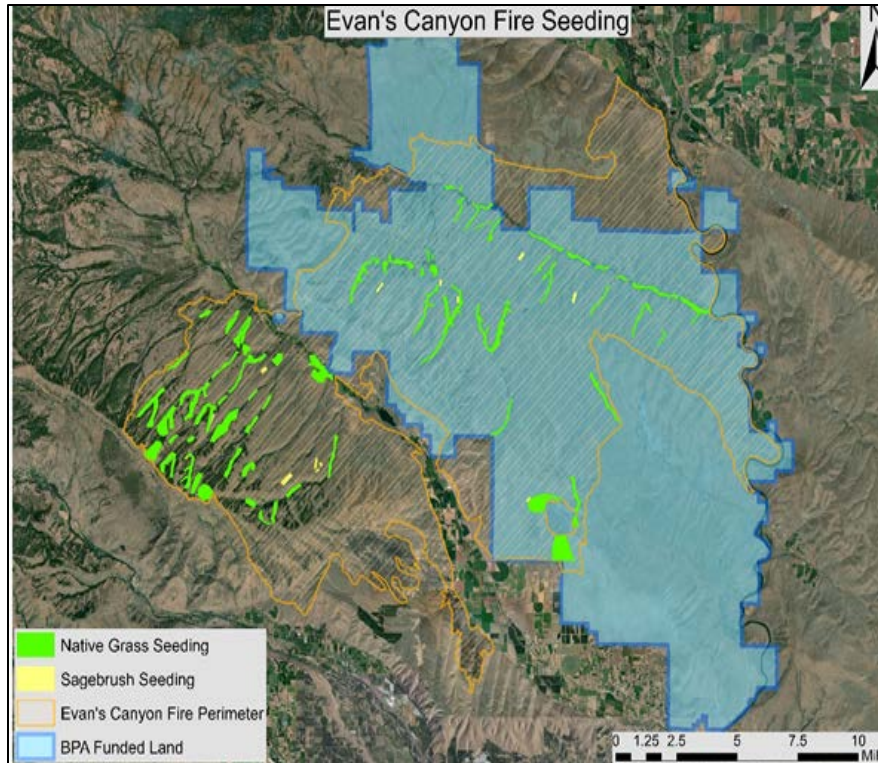 Evan's Canyon Fire Seeding
N
Native Grass Seeding
Sagebrush Seeding
Evan's Canyon Fire Perimeter
BPA Funded Land
0 1.25 2.5 5 7.5 10